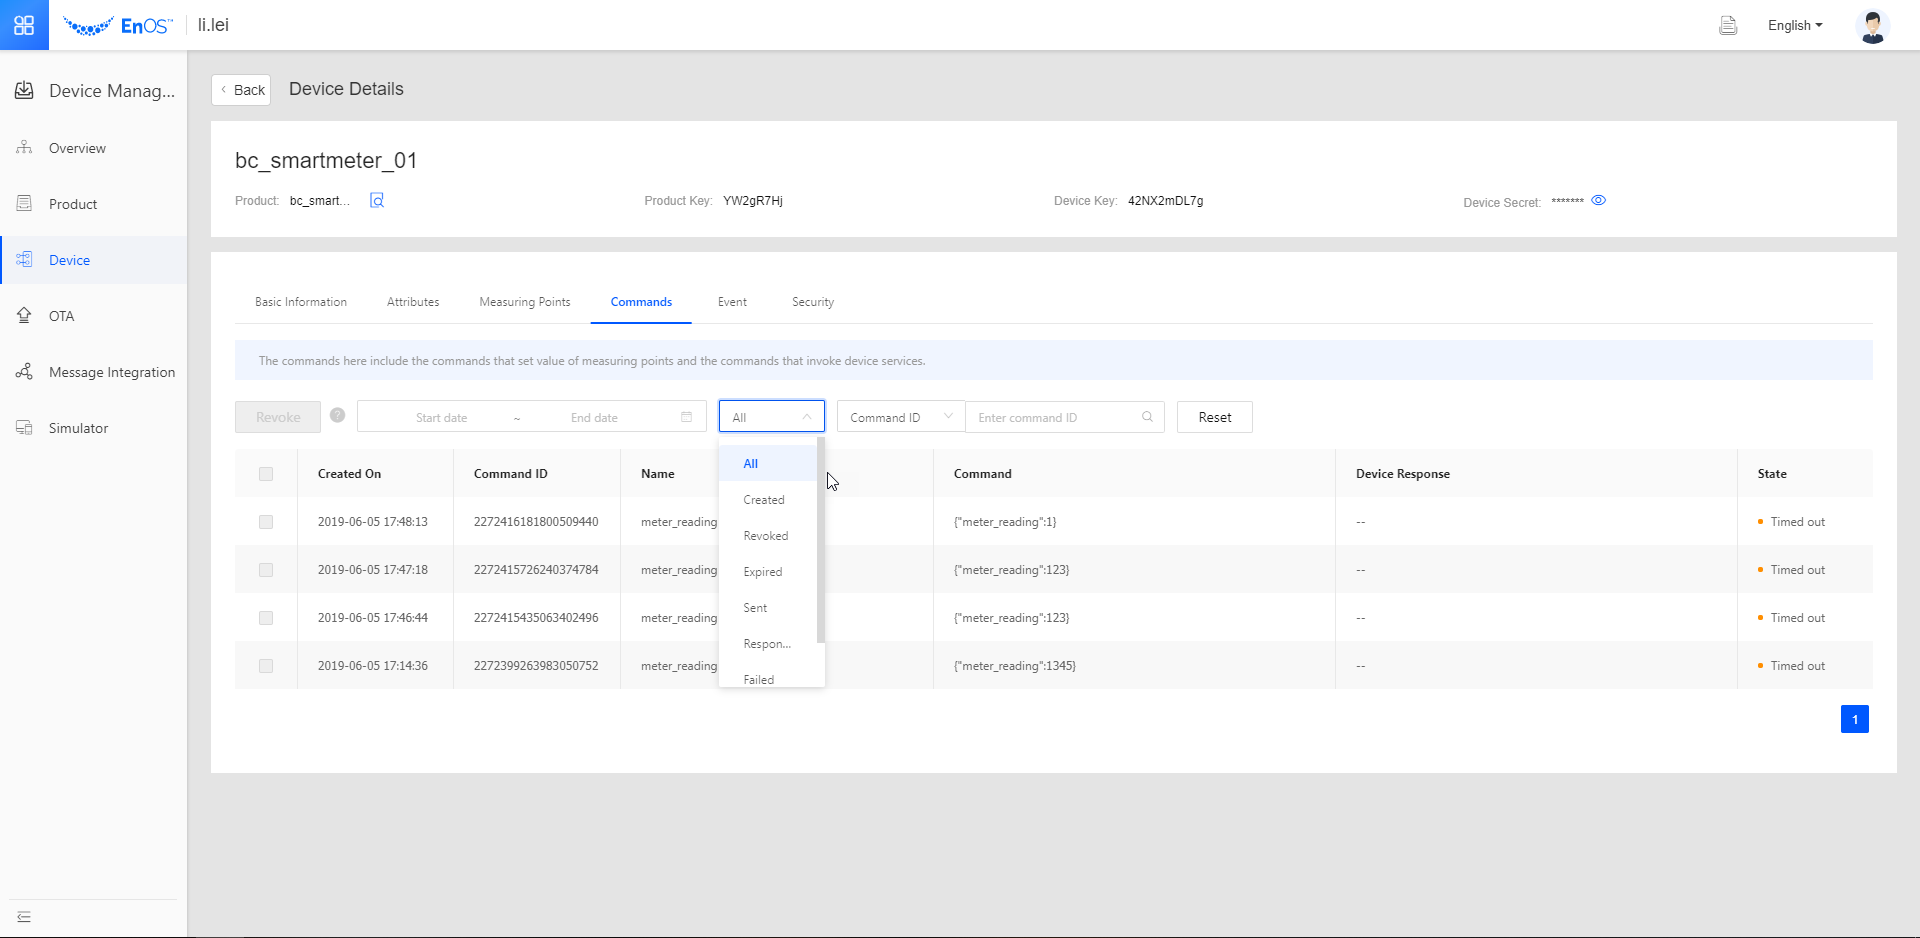 EnOS™
li.lei
English
Device Manag...
Overview
Product
Device
OTA
Message Integration
Simulator
Back
Device Details
bc_smartmeter_01
Product: bc_smart...
Product Key: YW2gR7Hj
Device Key: 42NX2mDL7g
Device Secret: *******
Basic Information
Attributes
Measuring Points
Commands
Event
Security
The commands here include the commands that set value of measuring points and the commands that invoke device services.
Revoke ? Start date ~ End date All Command ID Enter command ID Reset
All
Created
Revoked
Expired
Sent
Respon...
Failed
Created On Command ID Name Command Device Response State
2019-06-05 17:48:13 2272416181800509440 meter_reading {"meter_reading":1} -- Timed out
2019-06-05 17:47:18 2272415726240374784 meter_reading {"meter_reading":123} -- Timed out
2019-06-05 17:46:44 2272415435063402496 meter_reading {"meter_reading":123} -- Timed out
2019-06-05 17:14:36 2272399263983050752 meter_reading {"meter_reading":1345} -- Timed out
1